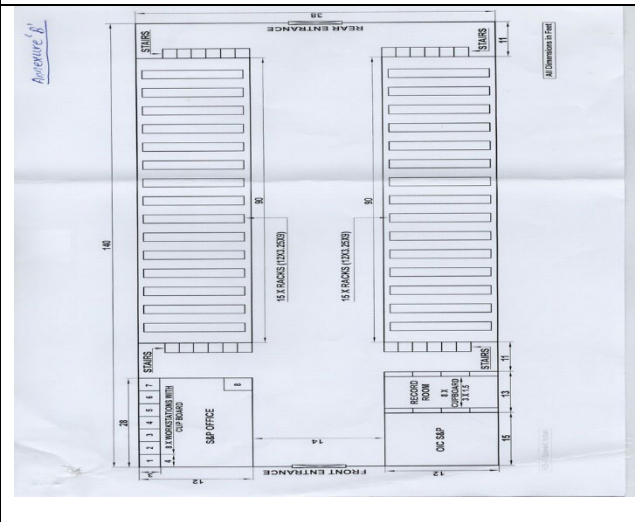 Annexure 'B'
38
REAR ENTRANCE
STAIRS
STAIRS
11
All Dimensions in Feet
140
90
90
15 X RACKS (12X3.25X9)
15 X RACKS (12X3.25X9)
STAIRS
STAIRS
11
28
1 2 3 4 5 6 7
8 X WORKSTATIONS WITH
CUP BOARD
4
8
S&P OFFICE
RECORD
ROOM
8 X
CUPBOARD
3 X 1.5
13
14
OIC S&P
15
FRONT ENTRANCE
12
12